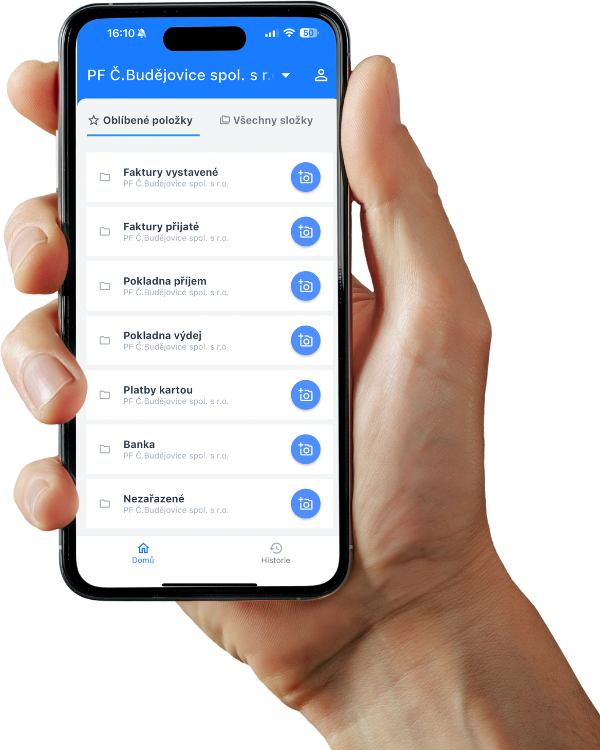 16:10 50
PF Č.Budějovice spol. s r.
Oblíbené položky Všechny složky
Faktury vystavené
PF Č.Budějovice spol. s r.o.
Faktury přijaté
PF Č.Budějovice spol. s r.o.
Pokladna příjem
PF Č.Budějovice spol. s r.o.
Pokladna výdej
PF Č.Budějovice spol. s r.o.
Platby kartou
PF Č.Budějovice spol. s r.o.
Banka
PF Č.Budějovice spol. s r.o.
Nezařazené
PF Č.Budějovice spol. s r.o.
Domů Historie